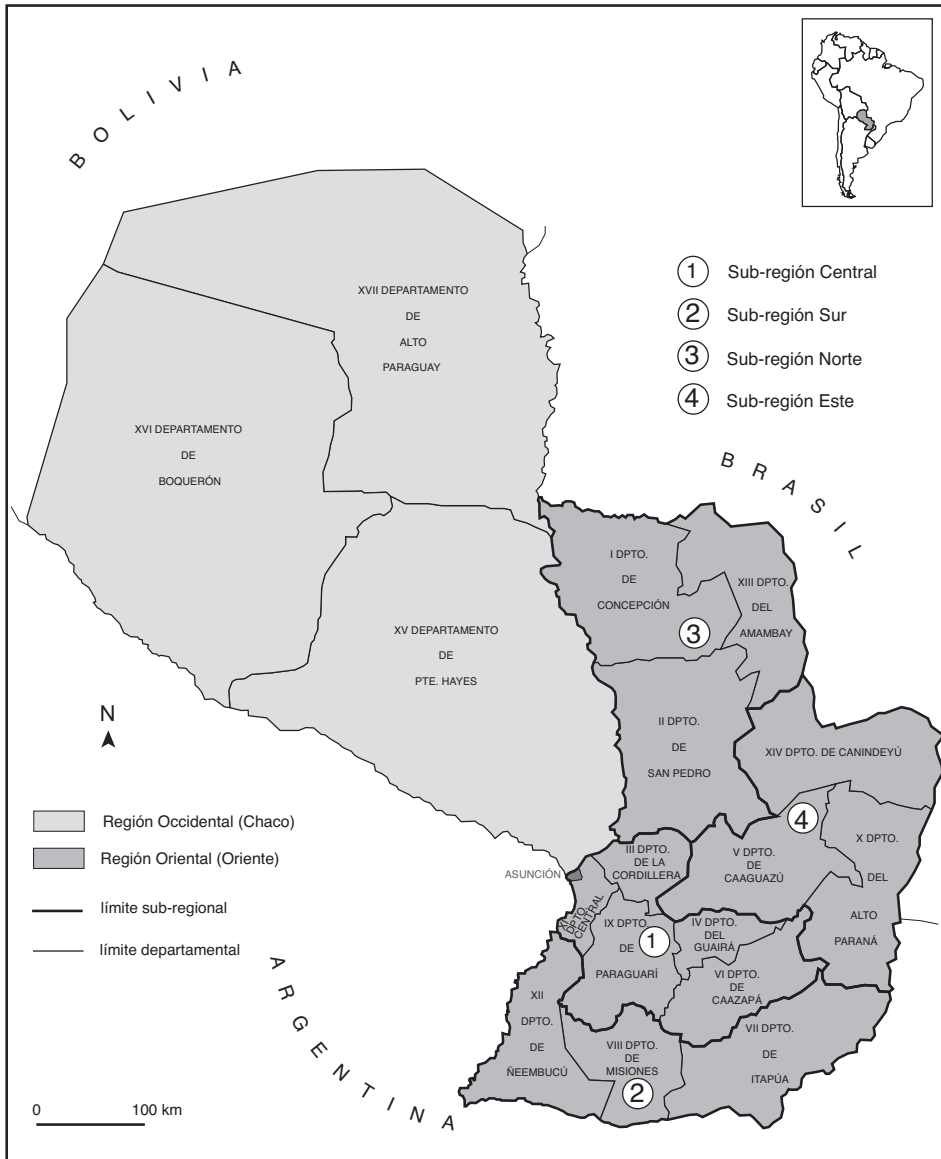 BOLIVIA
1 Sub-región Central
2 Sub-región Sur
3 Sub-región Norte
4 Sub-región Este
BRASIL
XVII DEPARTAMENTO
DE
ALTO
PARAGUAY
XVI DEPARTAMENTO
DE
BOQUERÓN
XV DEPARTAMENTO
DE
PTE. HAYES
I DPTO.
DE
CONCEPCIÓN
3
XIII DPTO.
DEL
AMAMBAY
II DPTO.
DE
SAN PEDRO
XIV DPTO. DE CANINDEYÚ
4
N
Región Occidental (Chaco)
Región Oriental (Oriente)
límite sub-regional
límite departamental
ASUNCIÓN
III DPTO.
DE LA
CORDILLERA
V DPTO.
DE
CAAGUAZÚ
X DPTO.
DEL
ALTO
PARANÁ
XI
DPTO.
CENTRAL
IX DPTO
DE
PARAGUARÍ
1
IV DPTO.
DEL
GUAIRÁ
VI DPTO.
DE
CAAZAPÁ
XII
DPTO.
DE
ÑEEMBUCÚ
VIII DPTO.
DE
MISIONES
2
VII DPTO.
DE
ITAPÚA
ARGENTINA
0 100 km